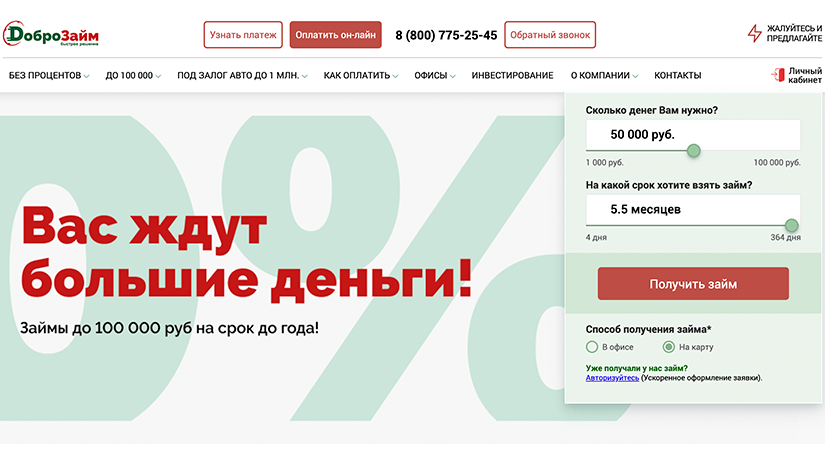 ДоброЗайм
быстрое решение
Узнать платеж
Оплатить он-лайн
8 (800) 775-25-45
Обратный звонок
ЖАЛУЙТЕСЬ И
ПРЕДЛАГАЙТЕ
БЕЗ ПРОЦЕНТОВ
ДО 100 000
ПОД ЗАЛОГ АВТО ДО 1 МЛН.
КАК ОПЛАТИТЬ
ОФИСЫ
ИНВЕСТИРОВАНИЕ
О КОМПАНИИ
КОНТАКТЫ
Личный
кабинет
0%
Вас ждут
большие деньги!
Займы до 100 000 руб на срок до года!
Сколько денег Вам нужно?
50 000 руб.
1 000 руб.
100 000 руб.
На какой срок хотите взять займ?
5.5 месяцев
4 дня
364 дня
Получить займ
Способ получения займа*
В офисе
На карту
Уже получали у нас займ?
Авторизуйтесь (Ускоренное оформление заявки).